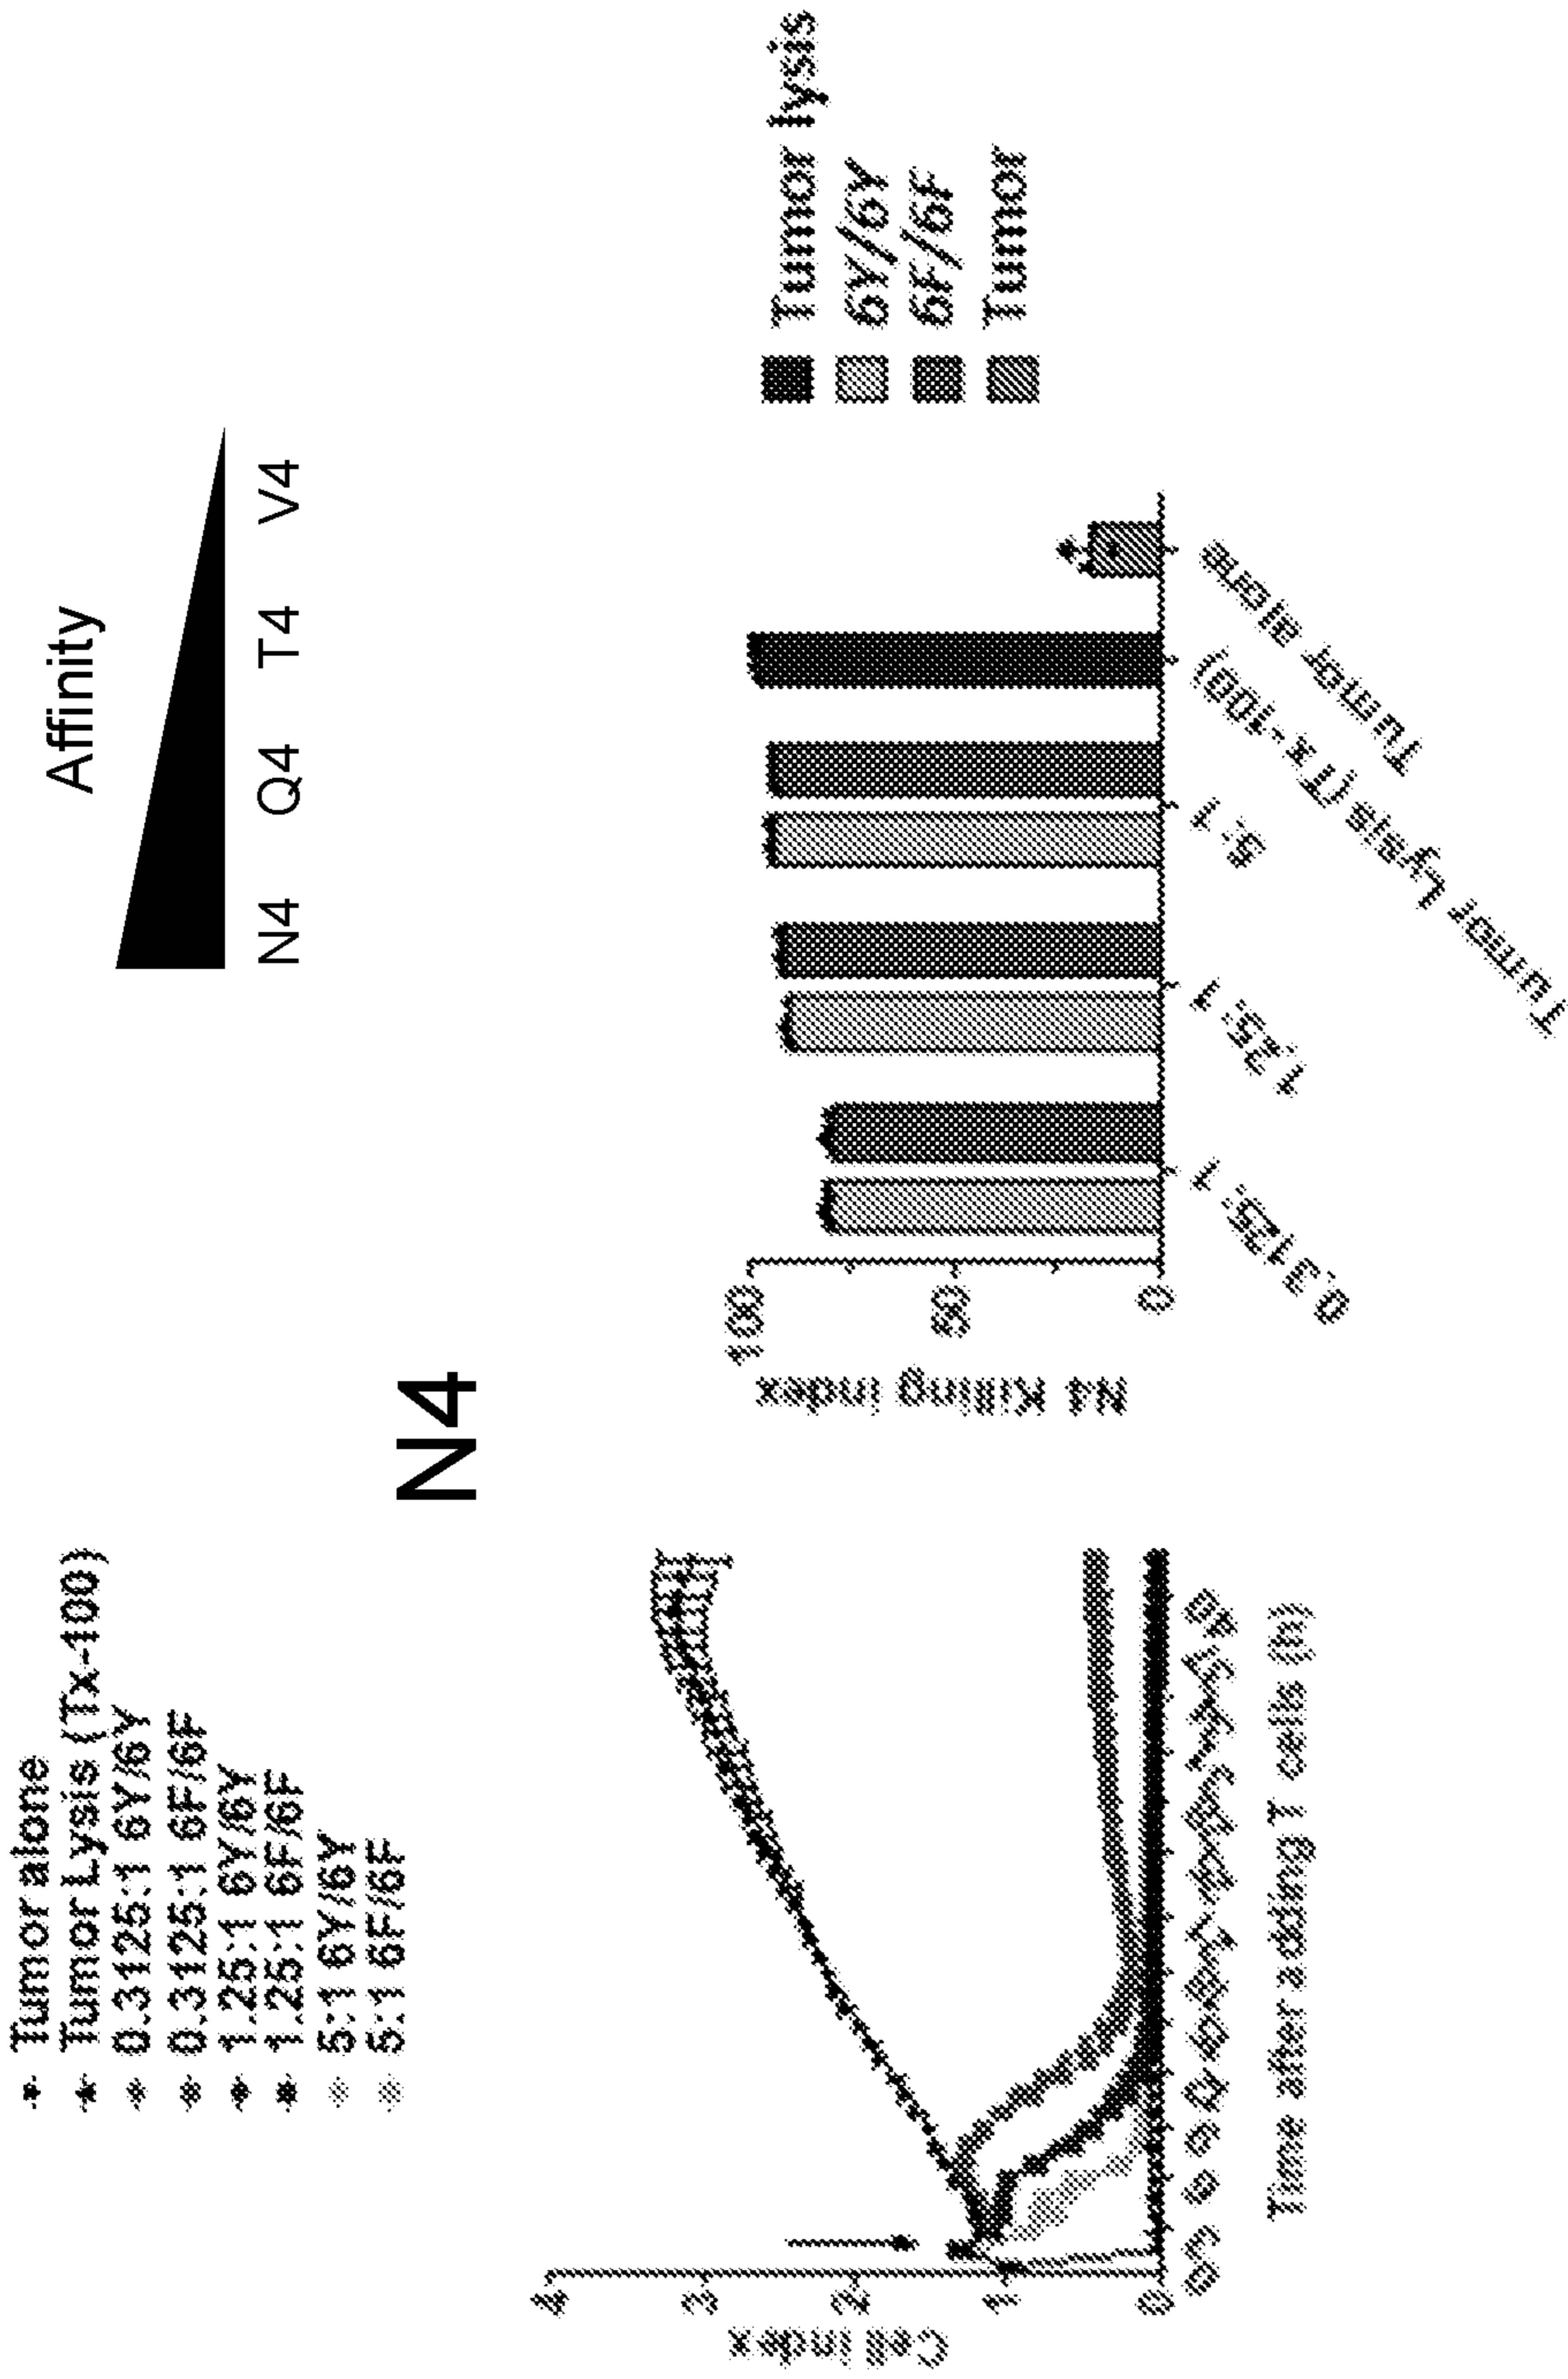 Tumor alone
Tumor Lysis (Tx-100)
0.3125:1 6Y/6Y
0.3125:1 6F/6F
1.25:1 6Y/6Y
1.25:1 6F/6F
5:1 6Y/6Y
5:1 6F/6F
Affinity
N4 Q4 T4 V4
N4
Cell index
4
3
2
1
0
Time after adding T cells (h)
N4 Killing index
100
50
0
0.3125:1
1.25:1
5:1
Tumor Lysis (Tx-100)
Tumor alone
Tumor lysis
6Y/6Y
6F/6F
Tumor